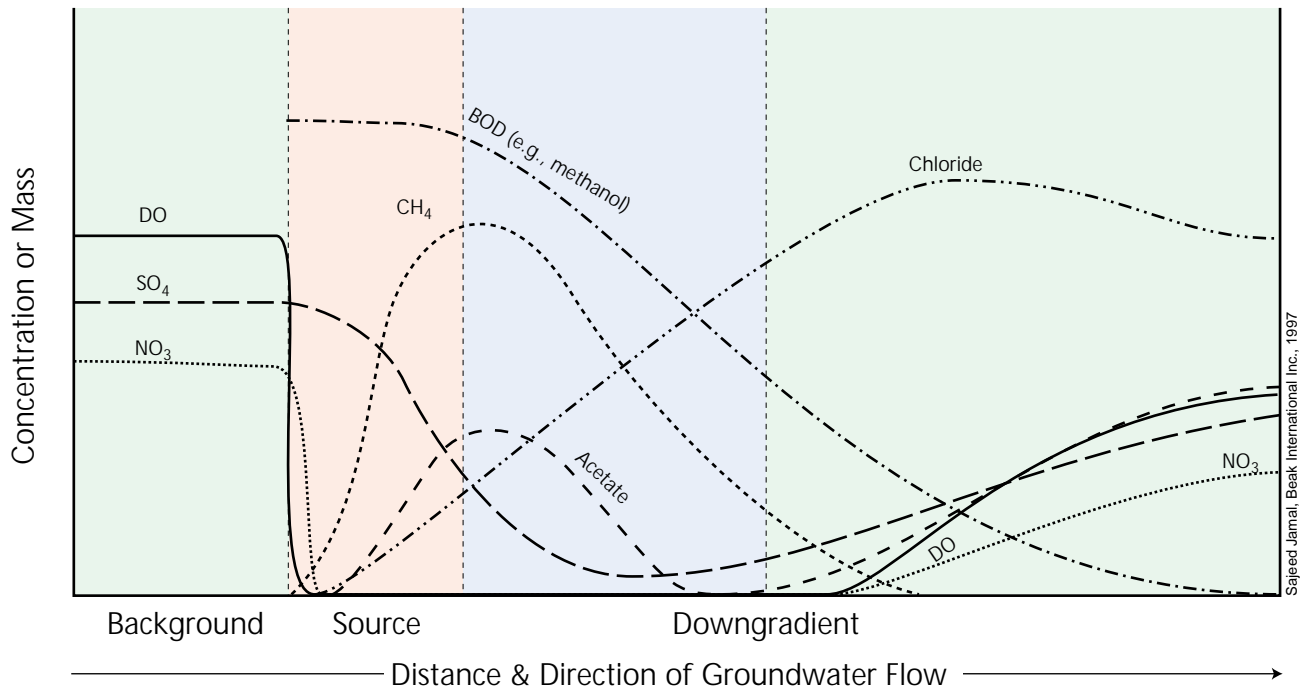 Concentration or Mass
DO
SO₄
NO₃
CH₄
BOD (e.g., methanol)
Acetate
Chloride
DO
NO₃
Sajeed Jamal, Beak International Inc., 1997
Background
Source
Downgradient
Distance & Direction of Groundwater Flow